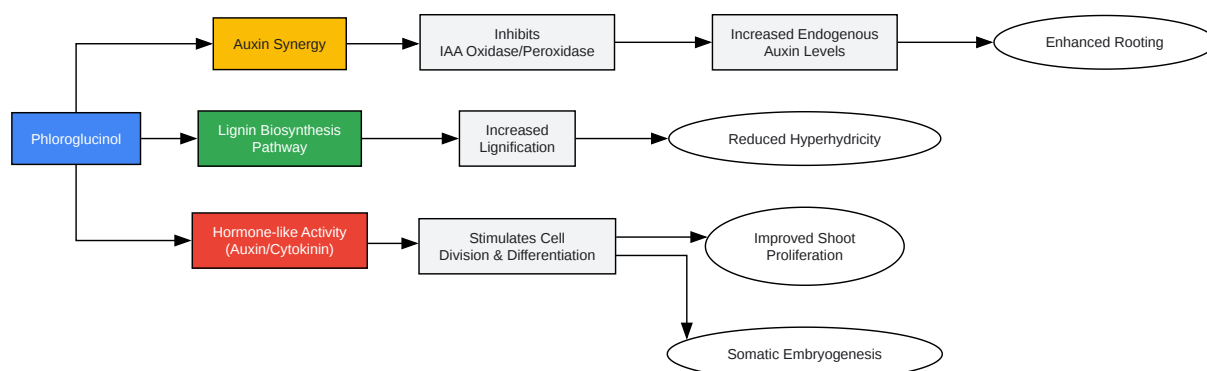 Auxin Synergy
Inhibits
IAA Oxidase/Peroxidase
Increased Endogenous
Auxin Levels
Enhanced Rooting
Phloroglucinol
Lignin Biosynthesis
Pathway
Increased
Lignification
Reduced Hyperhydricity
Hormone-like Activity
(Auxin/Cytokinin)
Stimulates Cell
Division & Differentiation
Improved Shoot
Proliferation
Somatic Embryogenesis